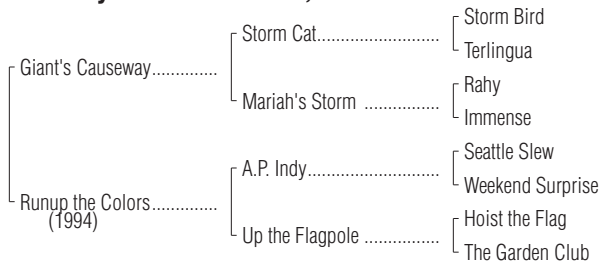 Storm Bird
Storm Cat.................
Terlingua
Giant's Causeway..............
Rahy
Mariah's Storm ................
Immense
Seattle Slew
A.P. Indy....................
Weekend Surprise
Runup the Colors..............
(1994)
Hoist the Flag
Up the Flagpole ................
The Garden Club